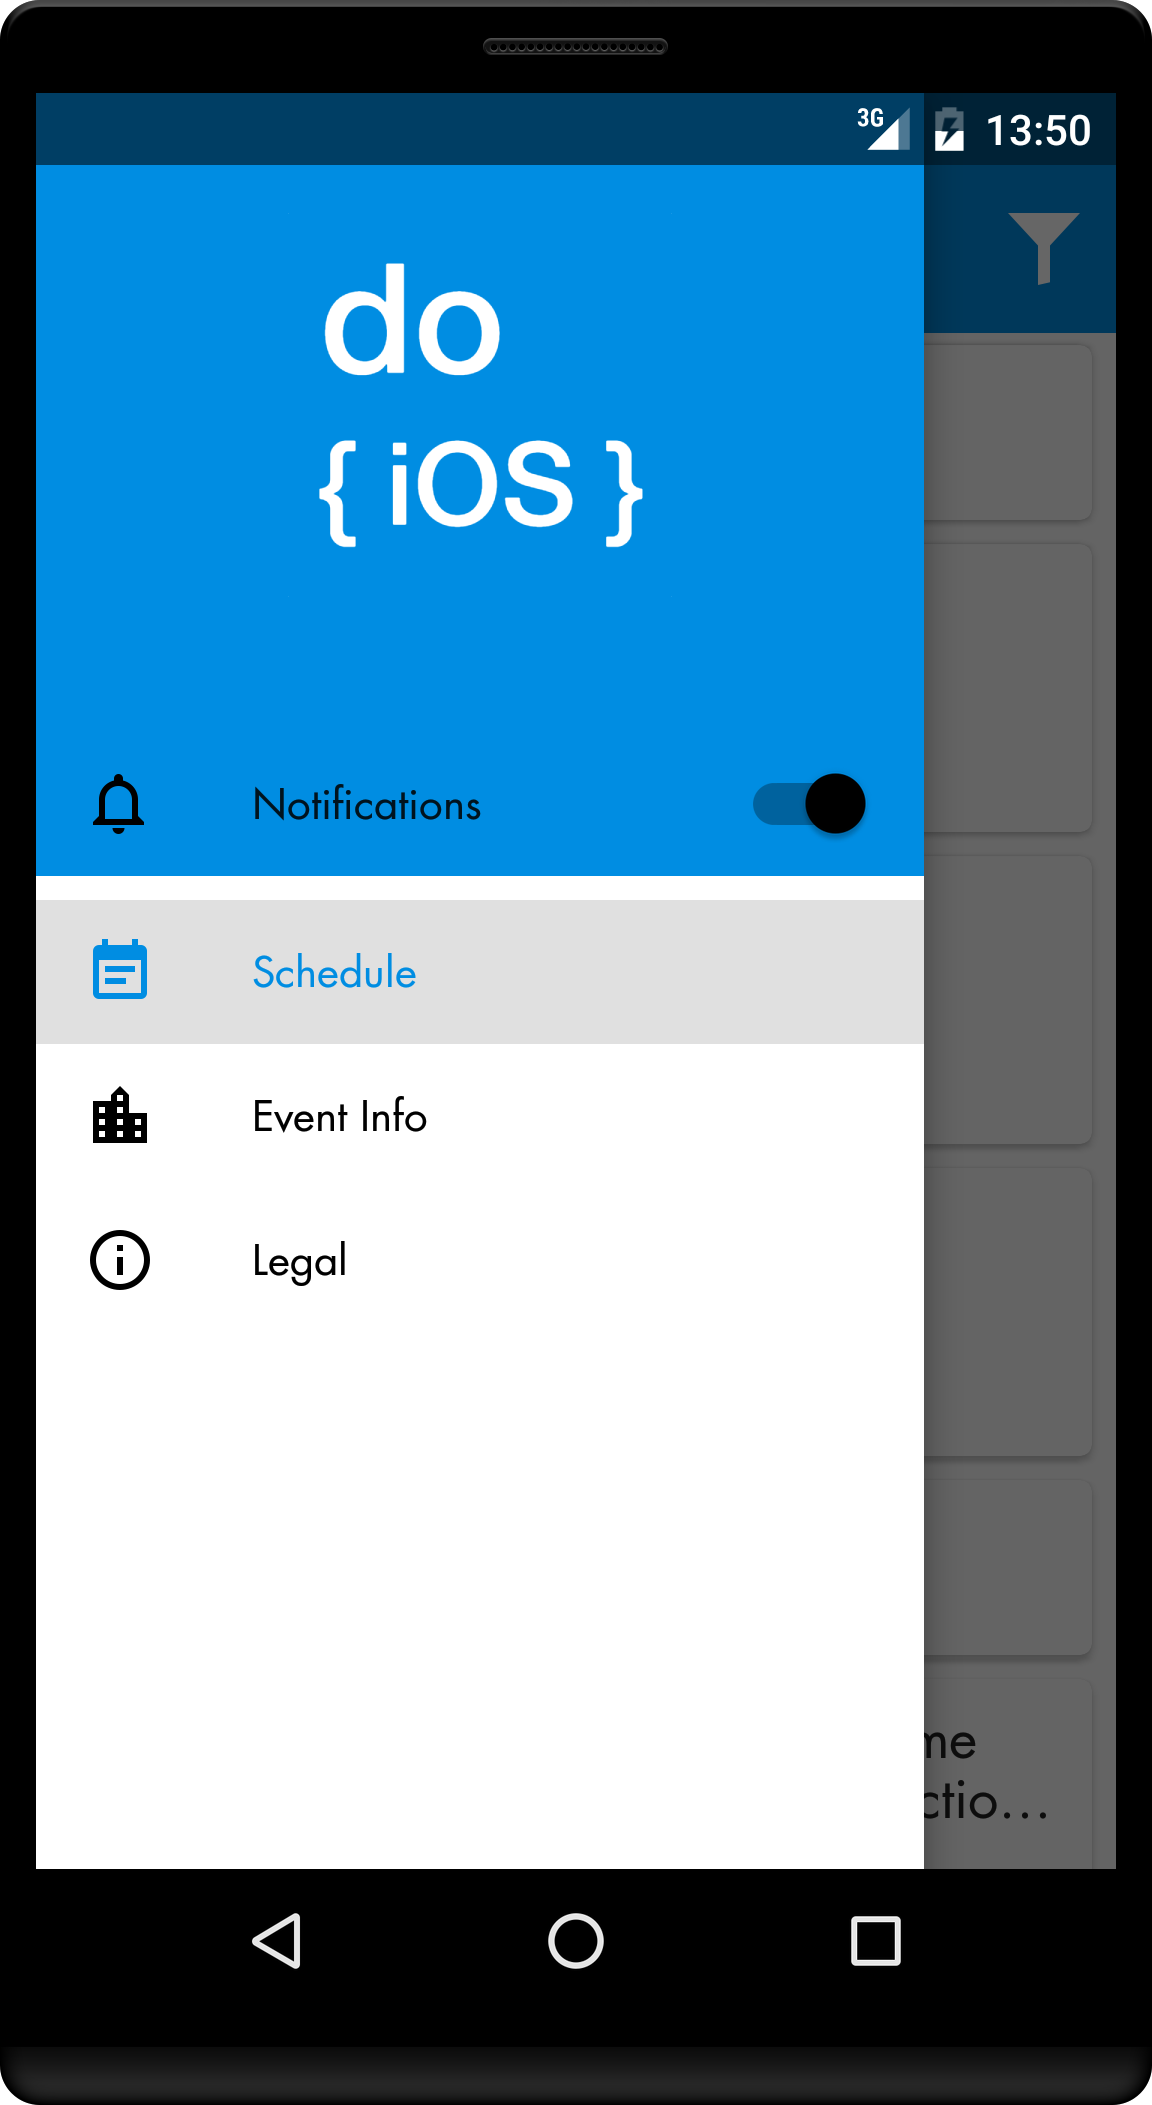 3G 13:50
do
{ iOS }
Notifications
Schedule
Event Info
Legal
me
ctio...